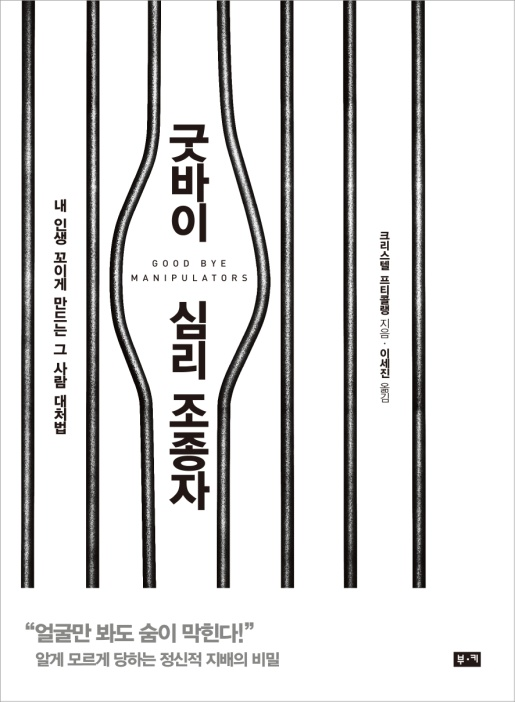 굿바이 심리 조종자
GOOD BYE
MANIPULATORS
내 인생 꼬이게 만드는 그 사람 대처법
크리스텔 프티콜랭 지음 · 이세진 옮김
“얼굴만 봐도 숨이 막힌다!”
알게 모르게 당하는 정신적 지배의 비밀
부·키